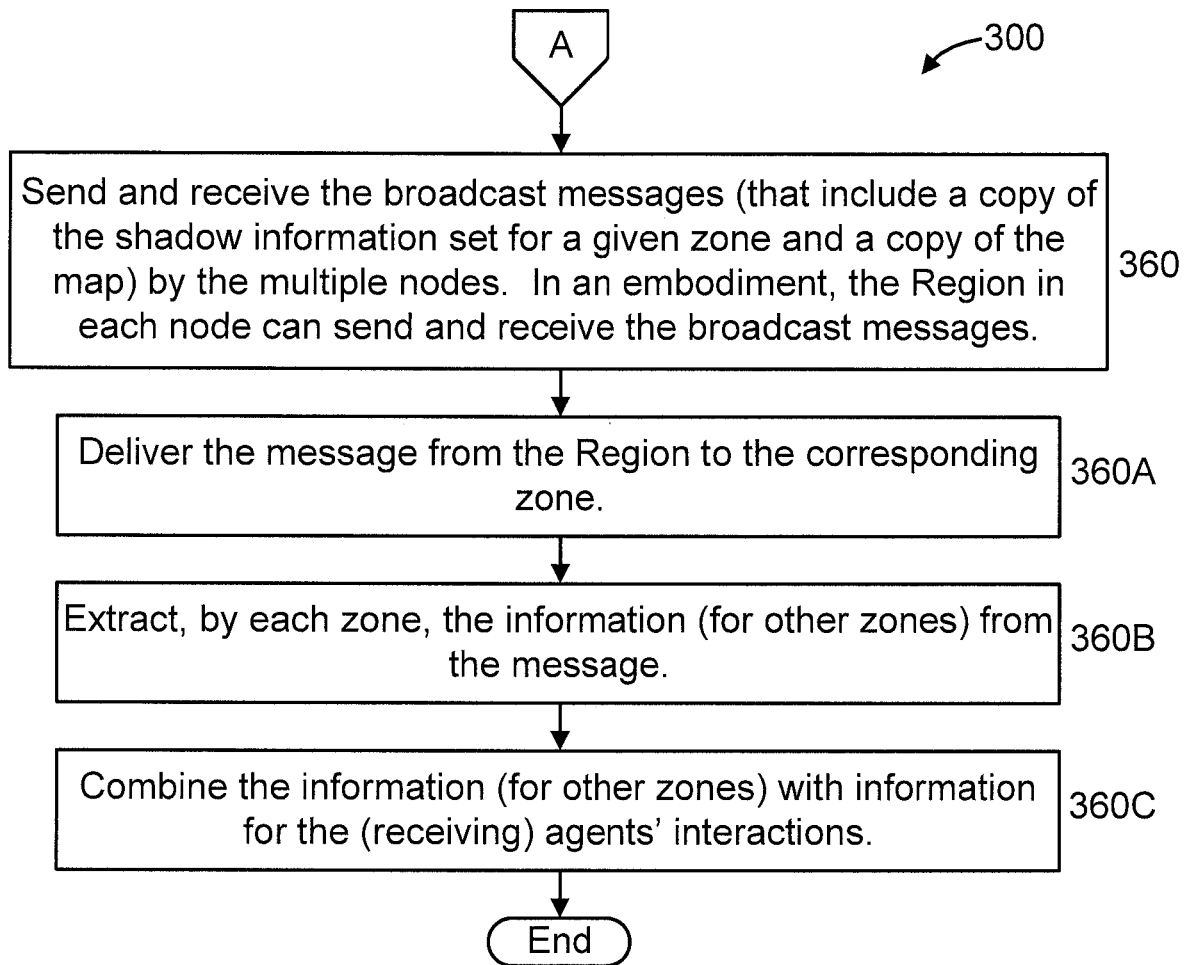 A
300
Send and receive the broadcast messages (that include a copy of
the shadow information set for a given zone and a copy of the
map) by the multiple nodes.  In an embodiment, the Region in
each node can send and receive the broadcast messages.
360
Deliver the message from the Region to the corresponding
zone.
360A
Extract, by each zone, the information (for other zones) from
the message.
360B
Combine the information (for other zones) with information
for the (receiving) agents' interactions.
360C
End